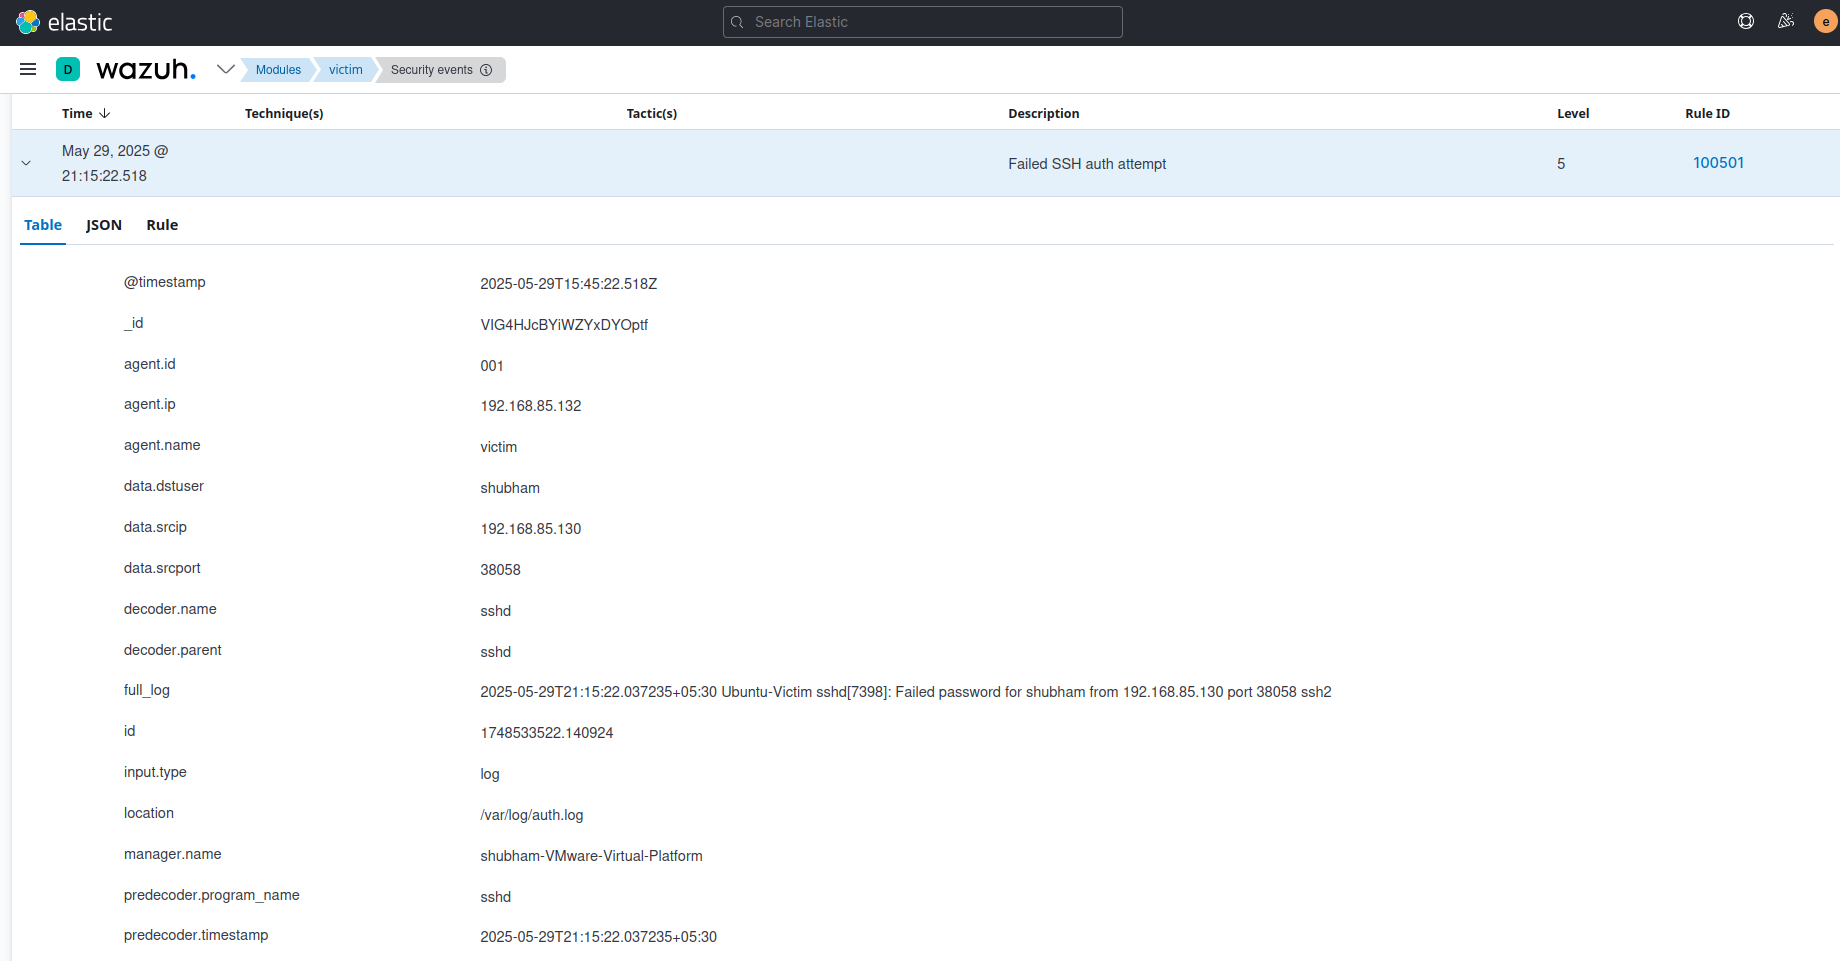 elastic
Search Elastic
e
D
wazuh.
Modules
victim
Security events
Time
Technique(s)
Tactic(s)
Description
Level
Rule ID
May 29, 2025 @
21:15:22.518
Failed SSH auth attempt
5
100501
Table
JSON
Rule
@timestamp
2025-05-29T15:45:22.518Z
_id
VIG4HJcBYiWZYxDYOptf
agent.id
001
agent.ip
192.168.85.132
agent.name
victim
data.dstuser
shubham
data.srcip
192.168.85.130
data.srcport
38058
decoder.name
sshd
decoder.parent
sshd
full_log
2025-05-29T21:15:22.037235+05:30 Ubuntu-Victim sshd[7398]: Failed password for shubham from 192.168.85.130 port 38058 ssh2
id
1748533522.140924
input.type
log
location
/var/log/auth.log
manager.name
shubham-VMware-Virtual-Platform
predecoder.program_name
sshd
predecoder.timestamp
2025-05-29T21:15:22.037235+05:30